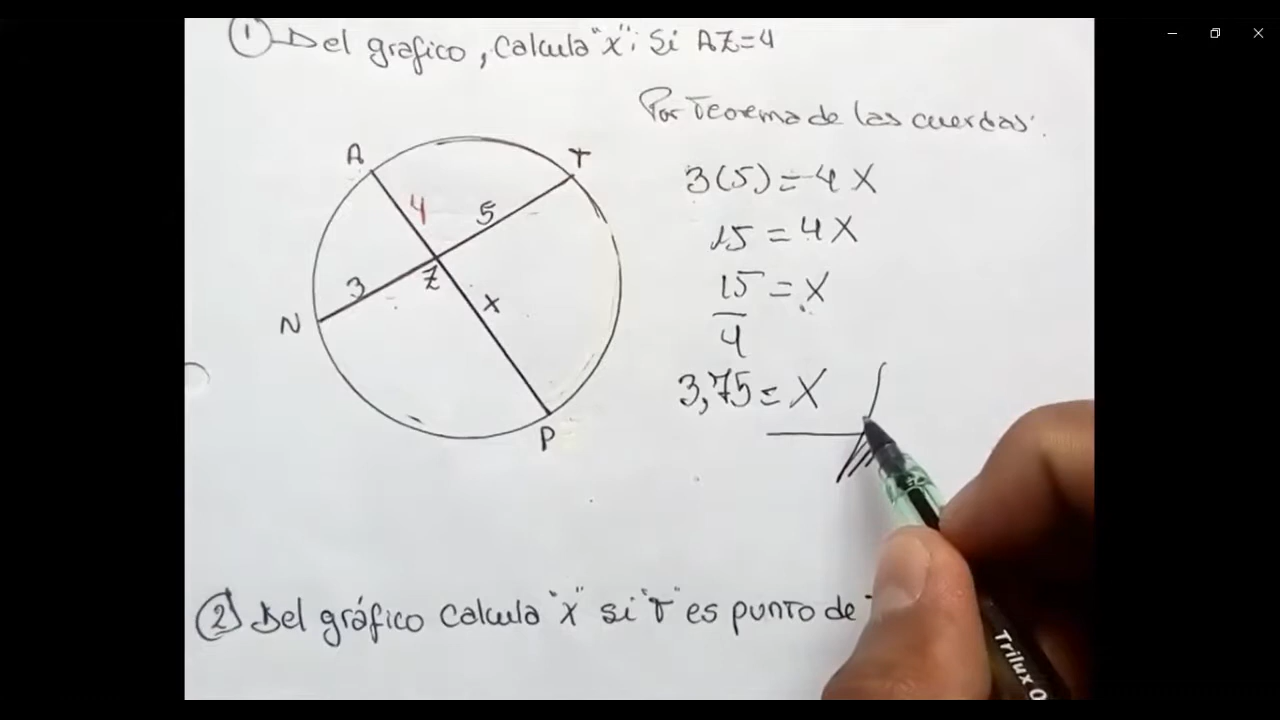 1 Del grafico, Calcula "x"; Si AZ=4
Por Teorema de las cuerdas:
A
T
4
5
3(5)=4X
15=4X
Z
3
x
N
15/4=X
3,75=X
P
2 Del gráfico Calcula "X" si "T" es punto de
Trilux